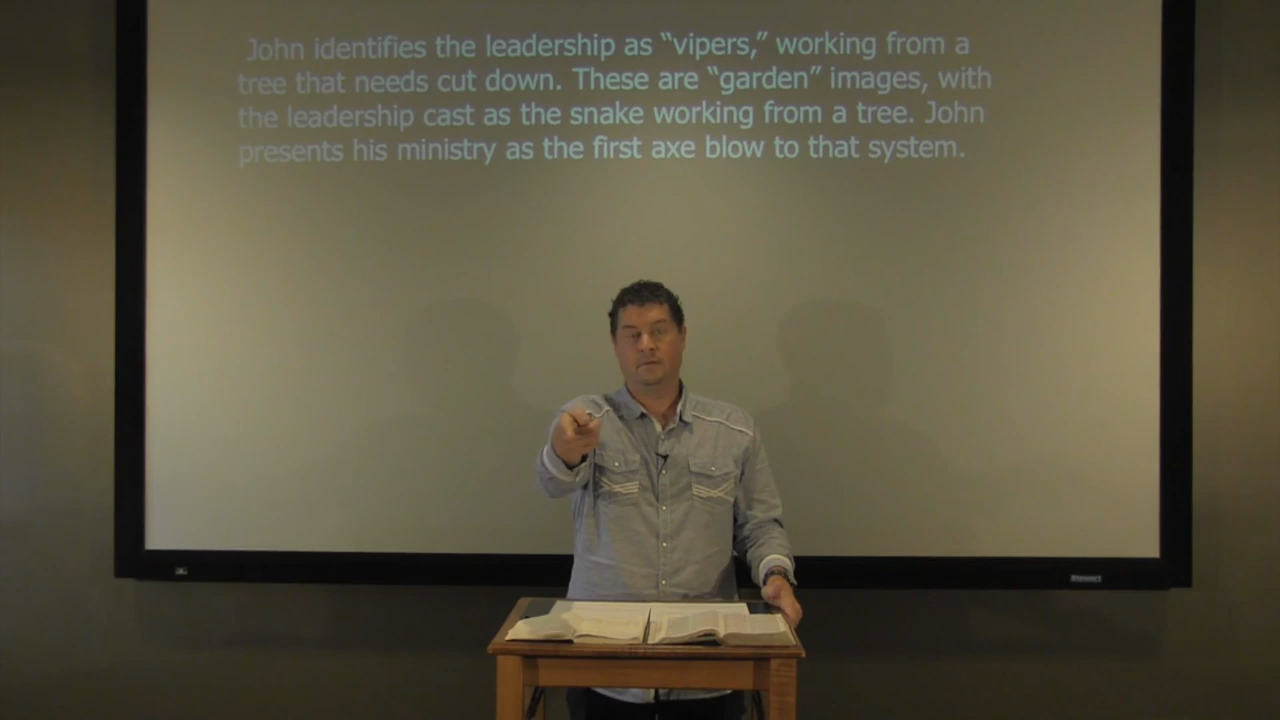 John identifies the leadership as “vipers,” working from a
tree that needs cut down. These are “garden” images, with
the leadership cast as the snake working from a tree. John
presents his ministry as the first axe blow to that system.
Stewart